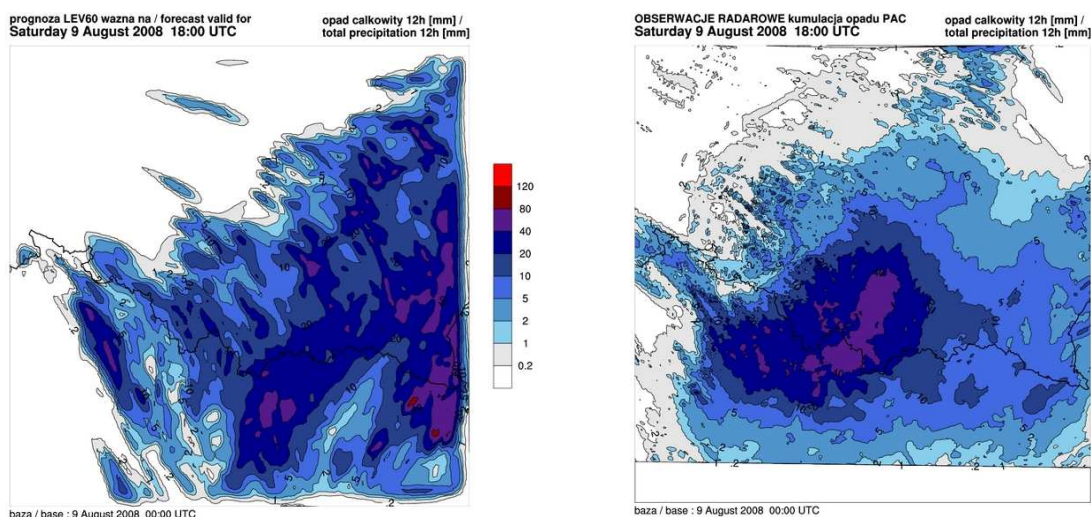 prognoza LEV60 wazna na / forecast valid for
Saturday 9 August 2008 18:00 UTC
opad calkowity 12h [mm] /
total precipitation 12h [mm]
120
80
40
20
10
5
2
1
0.2
baza / base : 9 August 2008 00:00 UTC
OBSERWACJE RADAROWE kumulacja opadu PAC
Saturday 9 August 2008 18:00 UTC
opad calkowity 12h [mm] /
total precipitation 12h [mm]
baza / base : 9 August 2008 00:00 UTC